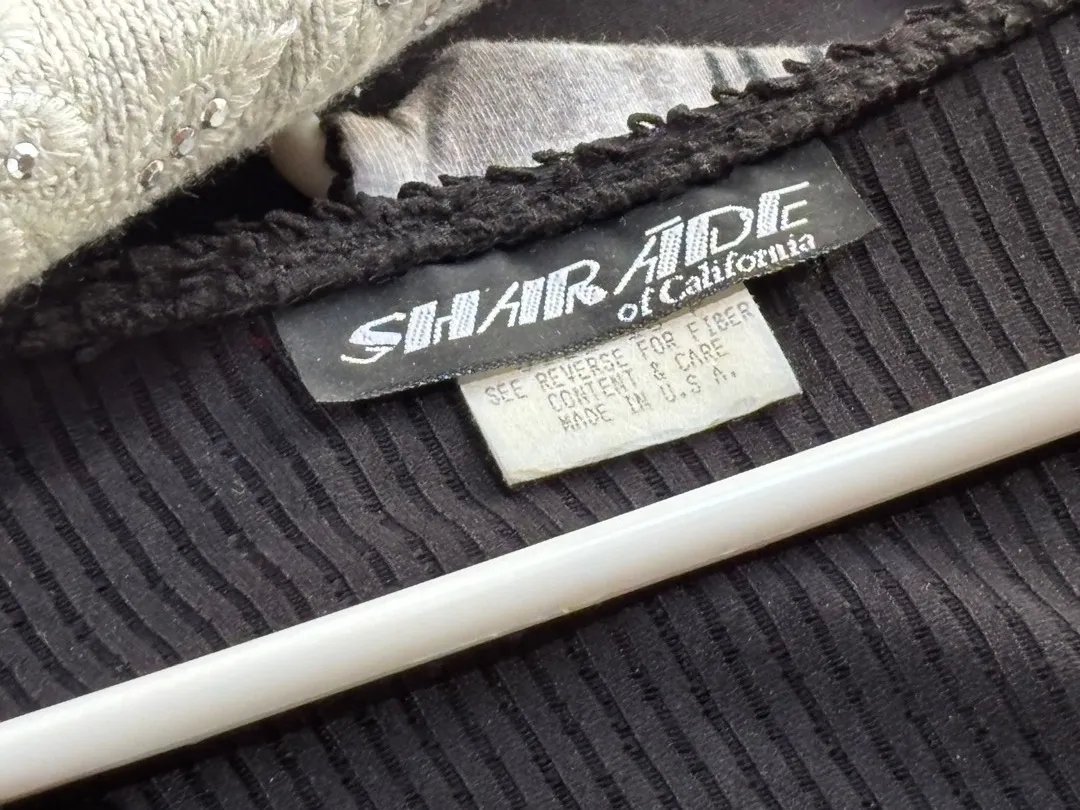 SHARADE
of California
SEE REVERSE FOR FIBER
CONTENT & CARE
MADE IN U.S.A.